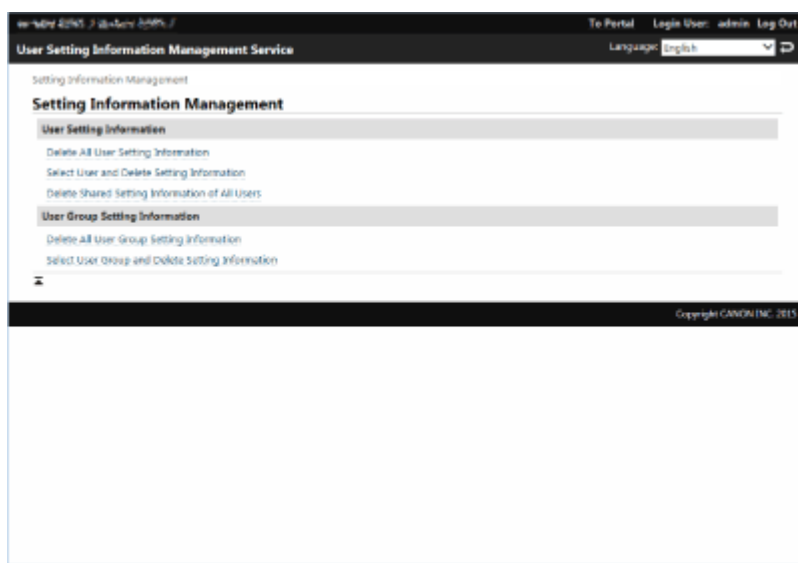 To Portal Login User: admin Log Out
User Setting Information Management Service Language: English
Setting Information Management
Setting Information Management
User Setting Information
Delete All User Setting Information
Select User and Delete Setting Information
Delete Shared Setting Information of All Users
User Group Setting Information
Delete All User Group Setting Information
Select User Group and Delete Setting Information
Copyright CANON INC. 2015